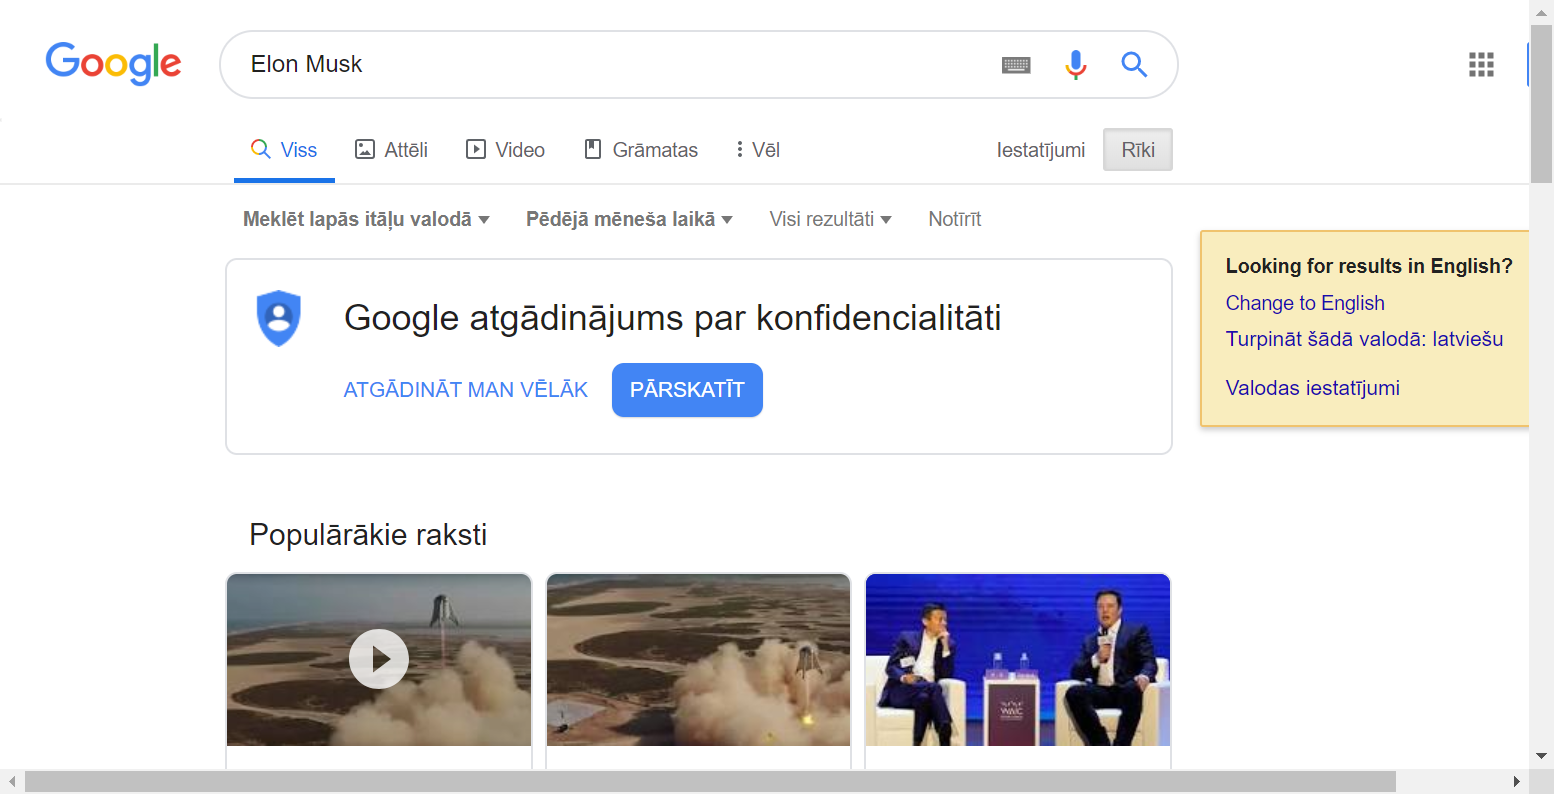 Google
Elon Musk
Viss
Attēli
Video
Grāmatas
Vēl
Iestatījumi
Rīki
Meklēt lapās itāļu valodā
Pēdējā mēneša laikā
Visi rezultāti
Notīrīt
Looking for results in English?
Change to English
Turpināt šādā valodā: latviešu
Valodas iestatījumi
Google atgādinājums par konfidencialitāti
ATGĀDINĀT MAN VĒLĀK
PĀRSKATĪT
Populārākie raksti
WAIC